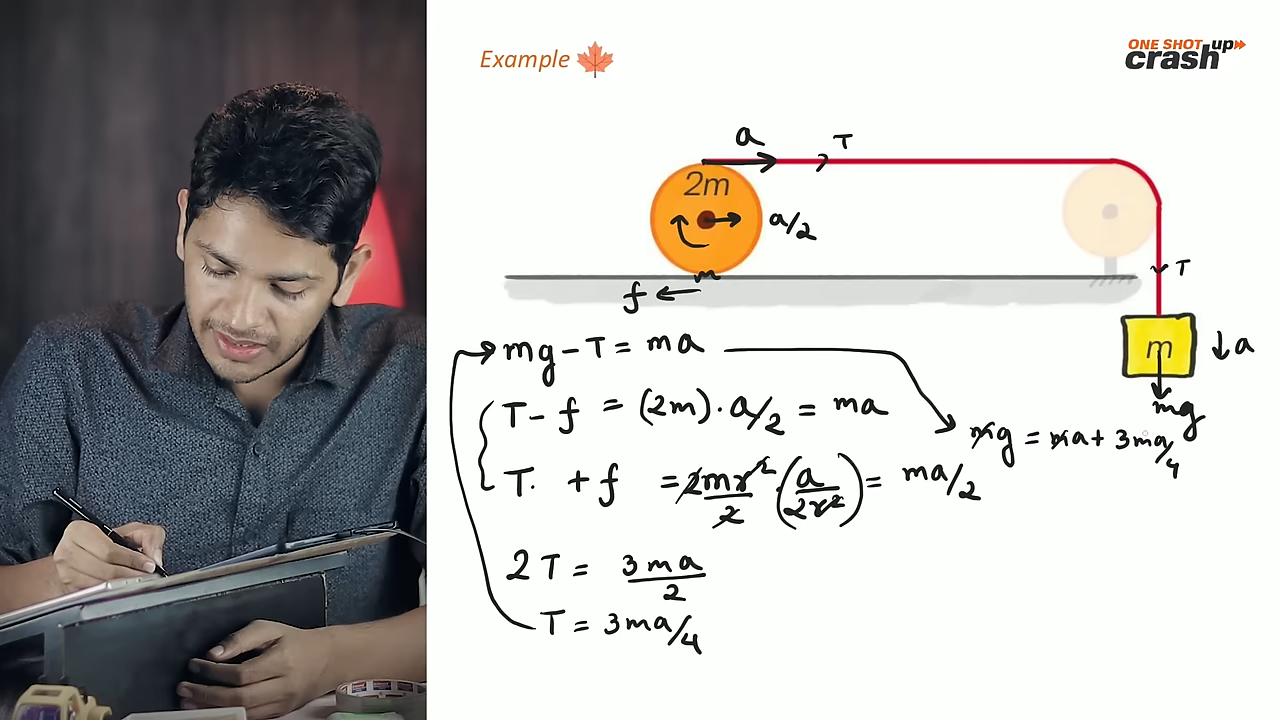 Example
ONE SHOT
crash up
a
T
2m
a/2
m
f
T
m
a
mg
mg - T = ma
T - f = (2m) · a/2 = ma
mg = ma + 3ma/4
T. + f = 2mr²/2 · (a/2r²) = ma/2
2T = 3ma/2
T = 3ma/4